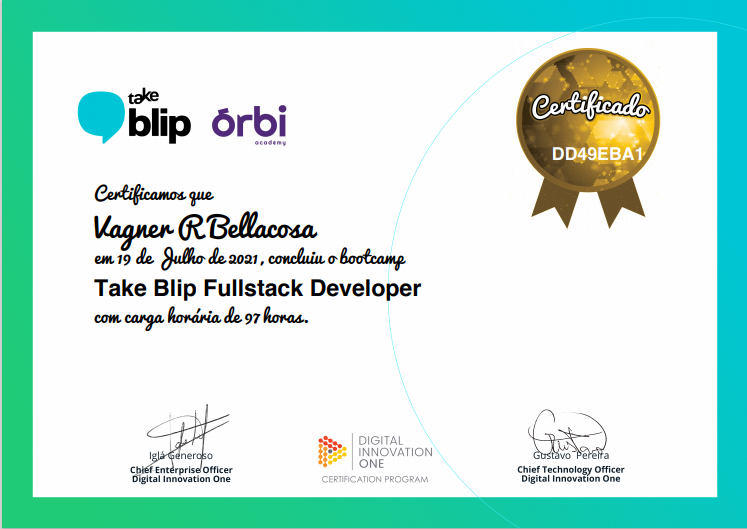 take
blip
órbi
academy
Certificado
DD49EBA1
Certificamos que
Vagner R Bellacosa
em 19 de Julho de 2021, concluiu o bootcamp
Take Blip Fullstack Developer
com carga horária de 97 horas.
Iglá Generoso
Chief Enterprise Officer
Digital Innovation One
DIGITAL
INNOVATION
ONE
CERTIFICATION PROGRAM
Gustavo Pereira
Chief Technology Officer
Digital Innovation One